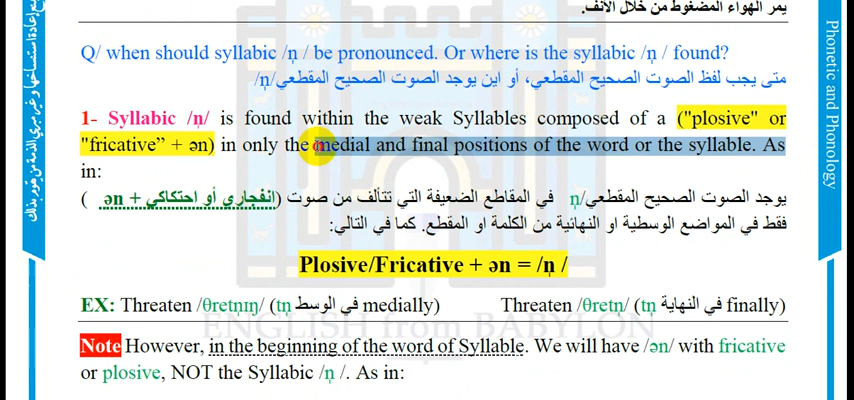 يمر الهواء المضغوط من خلال الأنف.
Phonetic and Phonology
Q/ when should syllabic /n̩ / be pronounced. Or where is the syllabic /n̩ / found?
متى يجب لفظ الصوت الصحيح المقطعي، أو اين يوجد الصوت الصحيح المقطعي/n̩/
1- Syllabic /n̩/ is found within the weak Syllables composed of a ("plosive" or
"fricative" + ən) in only the medial and final positions of the word or the syllable. As
in:
يوجد الصوت الصحيح المقطعي/n̩ في المقاطع الضعيفة التي تتألف من صوت (انفجاري أو احتكاكي + ən )
فقط في المواضع الوسطية او النهائية من الكلمة او المقطع. كما في التالي:
Plosive/Fricative + ən = /n̩ /
EX: Threaten /θretn̩ɪŋ/ (tn̩ في الوسط medially) Threaten /θretn̩/ (tn̩ في النهاية finally)
ENGLISH from BABYLON
Note However, in the beginning of the word of Syllable. We will have /ən/ with fricative
or plosive, NOT the Syllabic /n̩ /. As in: